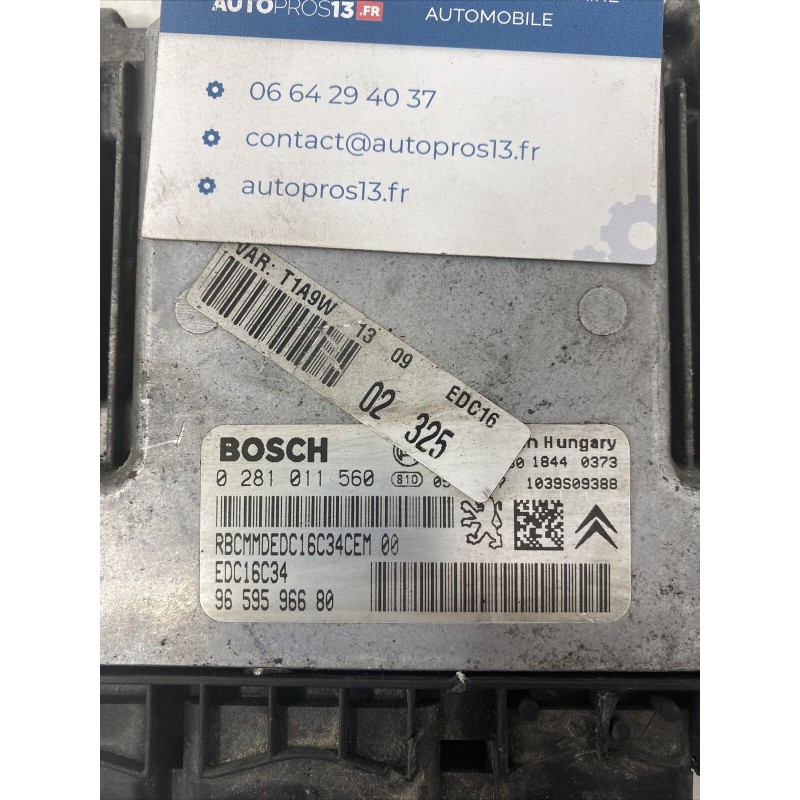 AUTOPROS13.FR
AUTOMOBILE
06 64 29 40 37
contact@autopros13.fr
autopros13.fr
VAR: T1A9W
13 09 EDC16
02 325
BOSCH
Hungary
0 281 011 560
810
1844 0373
1039S09388
RBCMMDEDC16C34CEM 00
EDC16C34
96 595 966 80